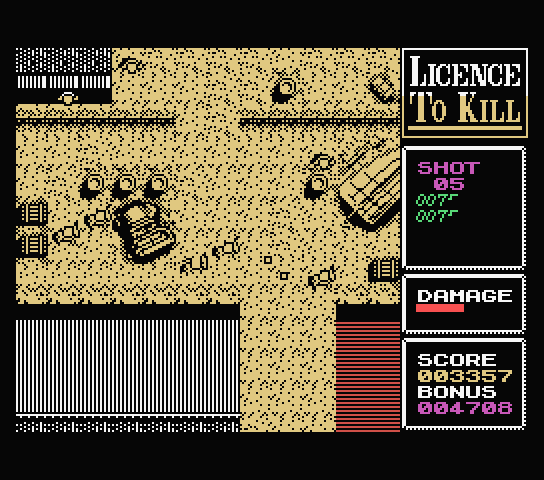 LICENCE
TO KILL
SHOT
05
007
007
DAMAGE
SCORE
003357
BONUS
004708